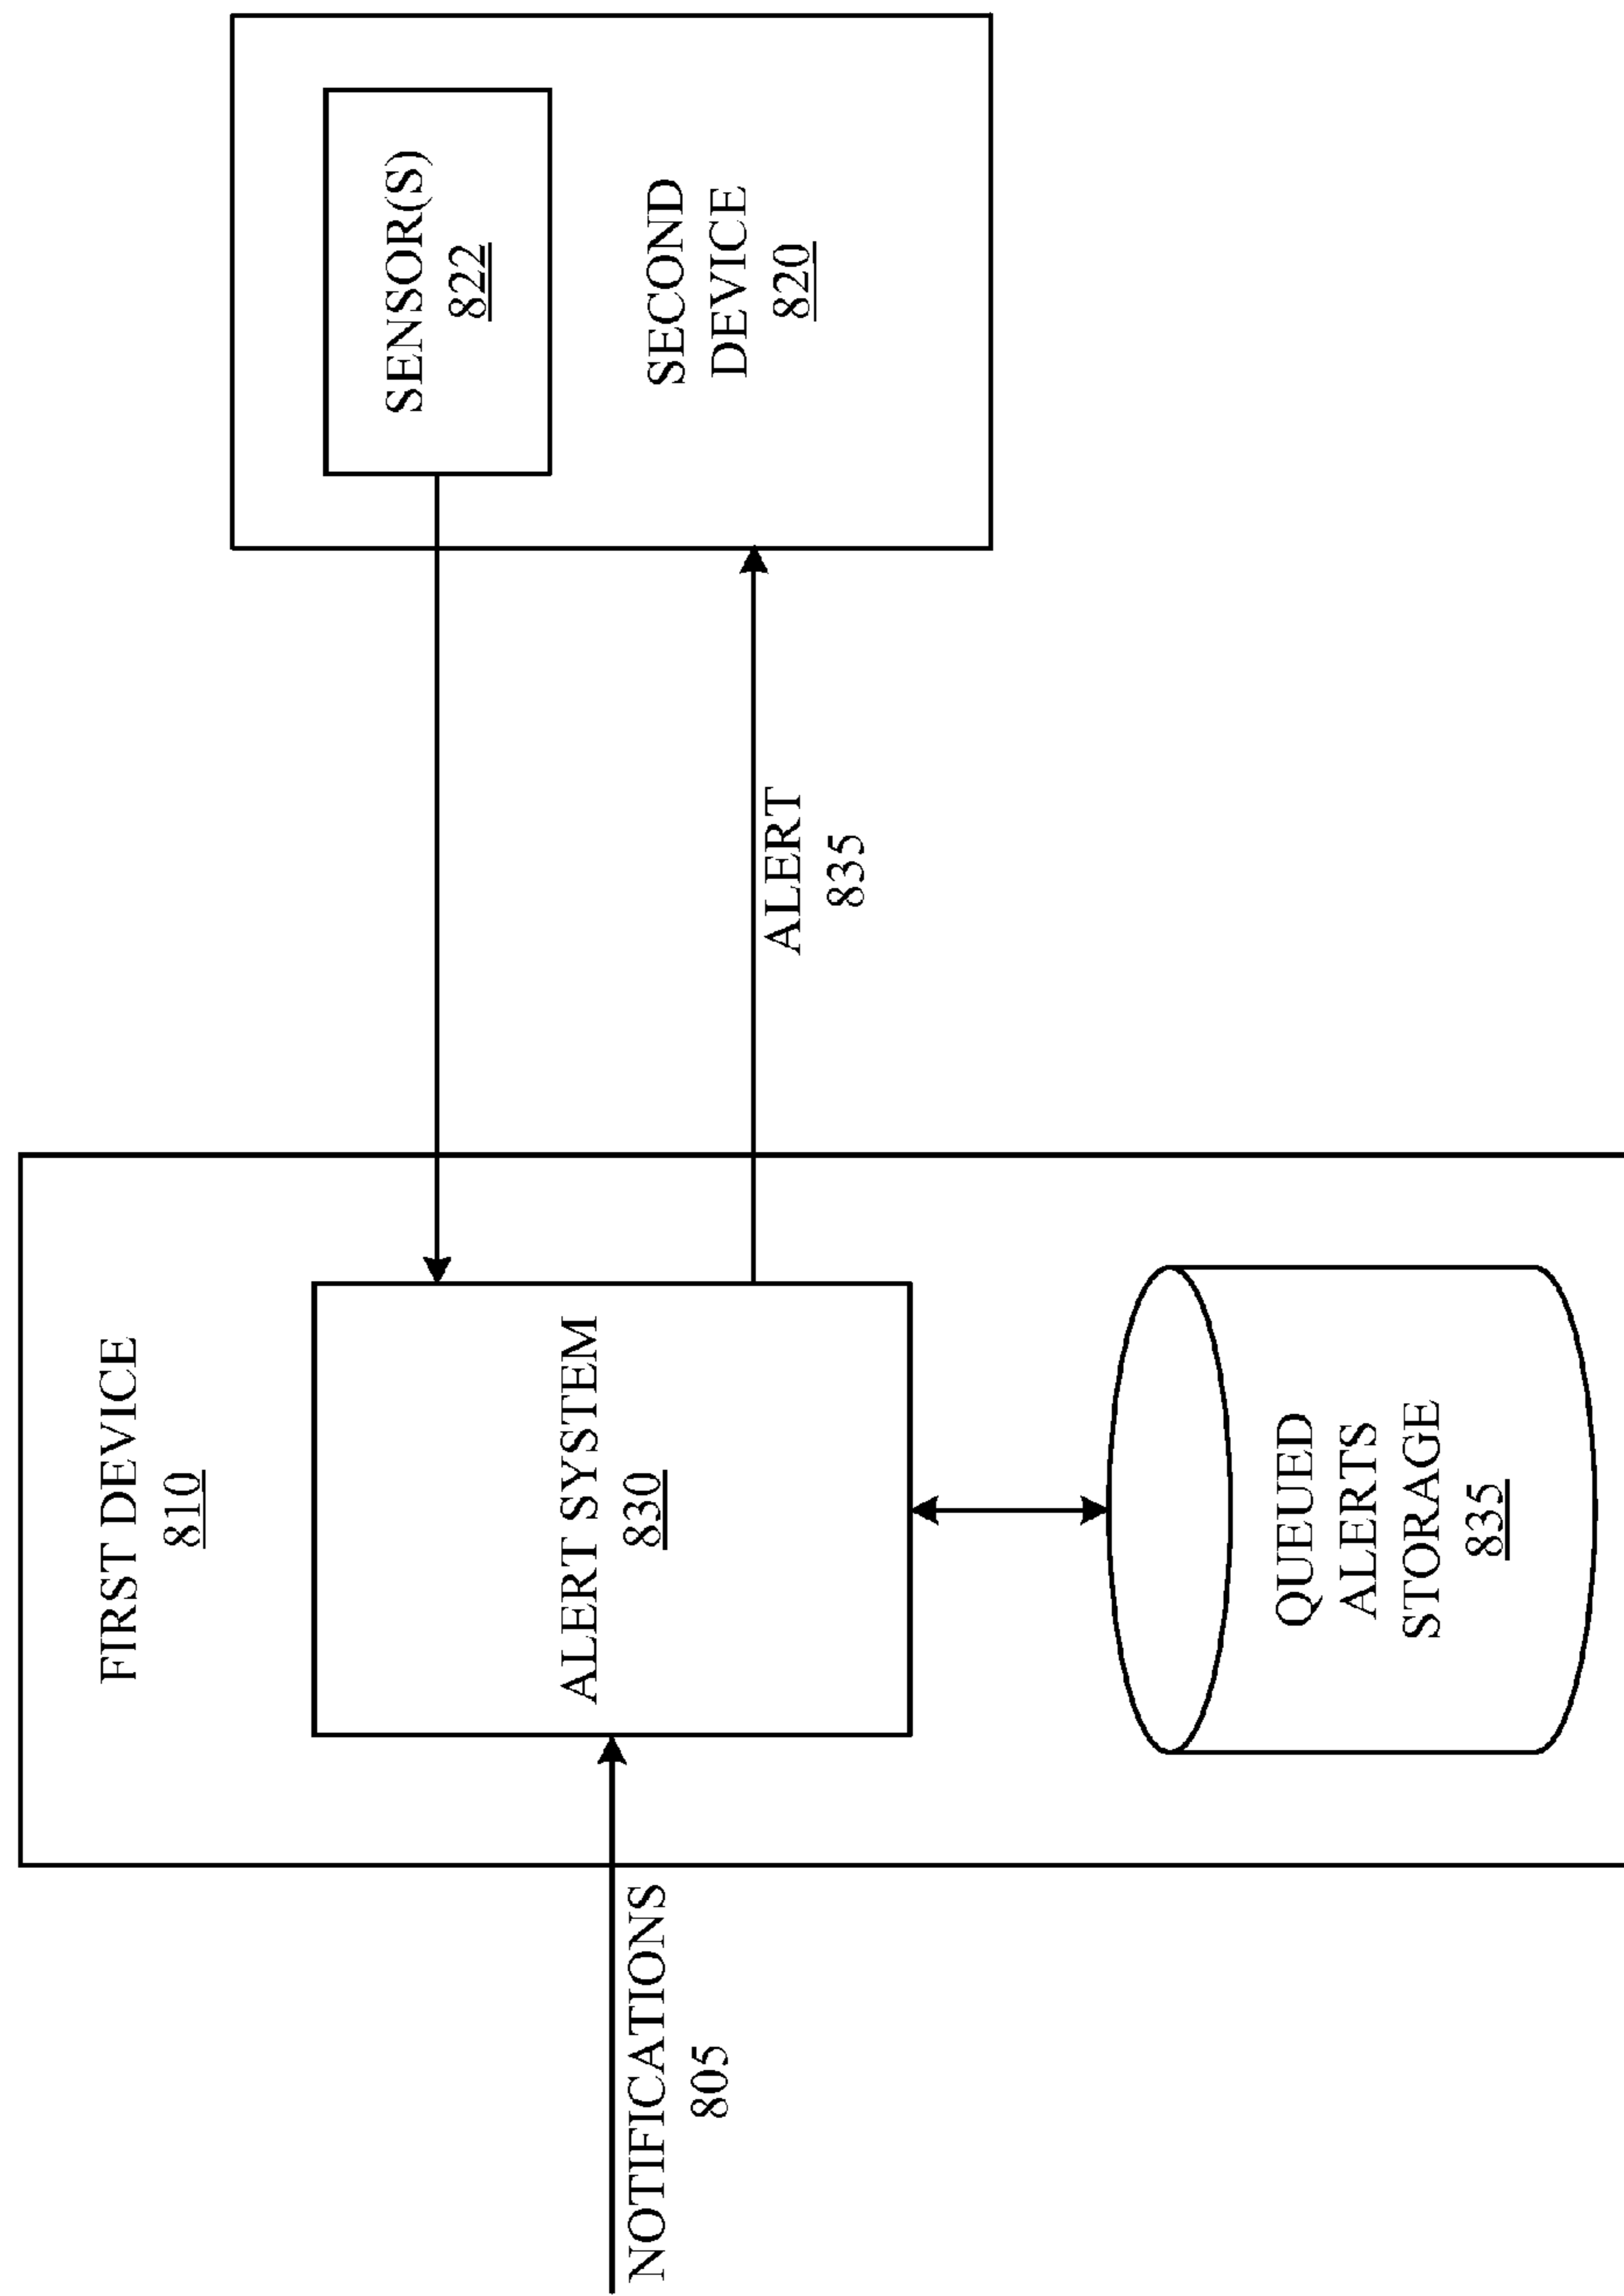 FIRST DEVICE
810
NOTIFICATIONS
805
ALERT SYSTEM
830
QUEUED
ALERTS
STORAGE
835
ALERT
835
SENSOR(S)
822
SECOND
DEVICE
820